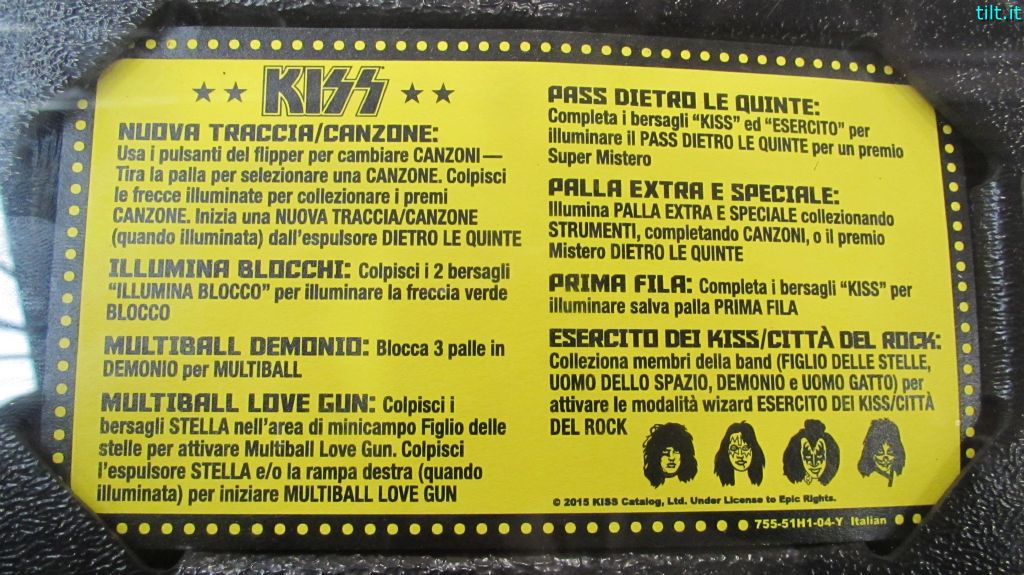 tilt.it
KISS
NUOVA TRACCIA/CANZONE:
Usa i pulsanti del flipper per cambiare CANZONI—
Tira la palla per selezionare una CANZONE. Colpisci
le frecce illuminate per collezionare i premi
CANZONE. Inizia una NUOVA TRACCIA/CANZONE
(quando illuminata) dall'espulsore DIETRO LE QUINTE
ILLUMINA BLOCCHI: Colpisci i 2 bersagli
“ILLUMINA BLOCCO” per illuminare la freccia verde
BLOCCO
MULTIBALL DEMONIO: Blocca 3 palle in
DEMONIO per MULTIBALL
MULTIBALL LOVE GUN: Colpisci i
bersagli STELLA nell'area di minicampo Figlio delle
stelle per attivare Multiball Love Gun. Colpisci
l'espulsore STELLA e/o la rampa destra (quando
illuminata) per iniziare MULTIBALL LOVE GUN
PASS DIETRO LE QUINTE:
Completa i bersagli “KISS” ed “ESERCITO” per
illuminare il PASS DIETRO LE QUINTE per un premio
Super Mistero
PALLA EXTRA E SPECIALE:
Illumina PALLA EXTRA E SPECIALE collezionando
STRUMENTI, completando CANZONI, o il premio
Mistero DIETRO LE QUINTE
PRIMA FILA: Completa i bersagli “KISS” per
illuminare salva palla PRIMA FILA
ESERCITO DEI KISS/CITTÀ DEL ROCK:
Colleziona membri della band (FIGLIO DELLE STELLE,
UOMO DELLO SPAZIO, DEMONIO e UOMO GATTO) per
attivare le modalità wizard ESERCITO DEI KISS/CITTÀ
DEL ROCK
© 2015 KISS Catalog, Ltd. Under License to Epic Rights.
755-51H1-04-Y Italian